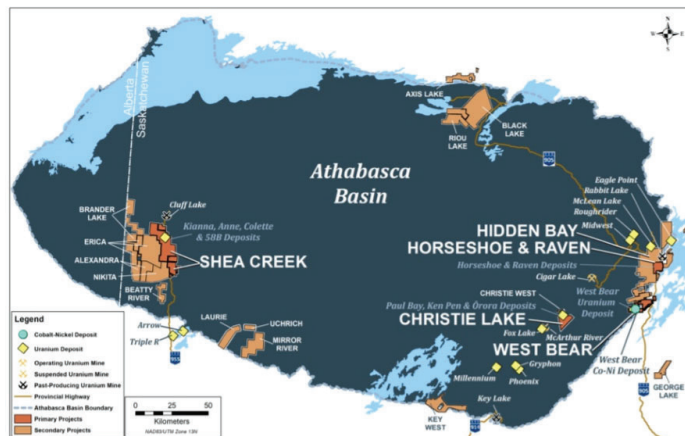 Alberta
Saskatchewan
AXIS LAKE
RIOU
LAKE
BLACK
LAKE
905
Athabasca
Basin
Eagle Point
Rabbit Lake
McLean Lake
Roughrider
Midwest
BRANDER
LAKE
Cluff Lake
Kianna, Anne, Colette
& 58B Deposits
ERICA
ALEXANDRA
NIKITA
SHEA CREEK
BEATTY
RIVER
HIDDEN BAY
HORSESHOE & RAVEN
Horseshoe & Raven Deposits
Cigar Lake
West Bear
Uranium
Deposit
CHRISTIE WEST
Paul Bay, Ken Pen & Ōrora Deposits
CHRISTIE LAKE
Fox Lake
McArthur River
WEST BEAR
West Bear
Co-Ni Deposit
Arrow
Triple R
LAURIE
UCHRICH
MIRROR
RIVER
Millennium
Gryphon
Phoenix
Key Lake
KEY
WEST
GEORGE
LAKE
905
Legend
Cobalt-Nickel Deposit
Uranium Deposit
Operating Uranium Mine
Suspended Uranium Mine
Past-Producing Uranium Mine
Provincial Highway
Athabasca Basin Boundary
Primary Projects
Secondary Projects
0 25 50
Kilometers
NAD83/UTM Zone 13N